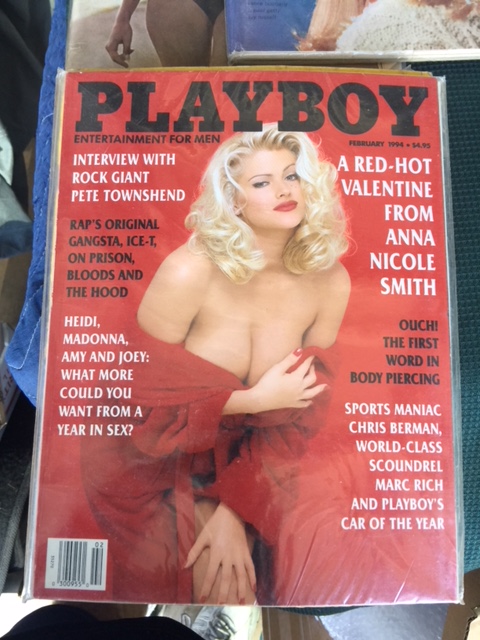 PLAYBOY
ENTERTAINMENT FOR MEN
FEBRUARY 1994 • $4.95
INTERVIEW WITH
ROCK GIANT
PETE TOWNSHEND
RAP'S ORIGINAL
GANGSTA, ICE-T,
ON PRISON,
BLOODS AND
THE HOOD
HEIDI,
MADONNA,
AMY AND JOEY:
WHAT MORE
COULD YOU
WANT FROM A
YEAR IN SEX?
A RED-HOT
VALENTINE
FROM
ANNA
NICOLE
SMITH
OUCH!
THE FIRST
WORD IN
BODY PIERCING
SPORTS MANIAC
CHRIS BERMAN,
WORLD-CLASS
SCOUNDREL
MARC RICH
AND PLAYBOY'S
CAR OF THE YEAR
02